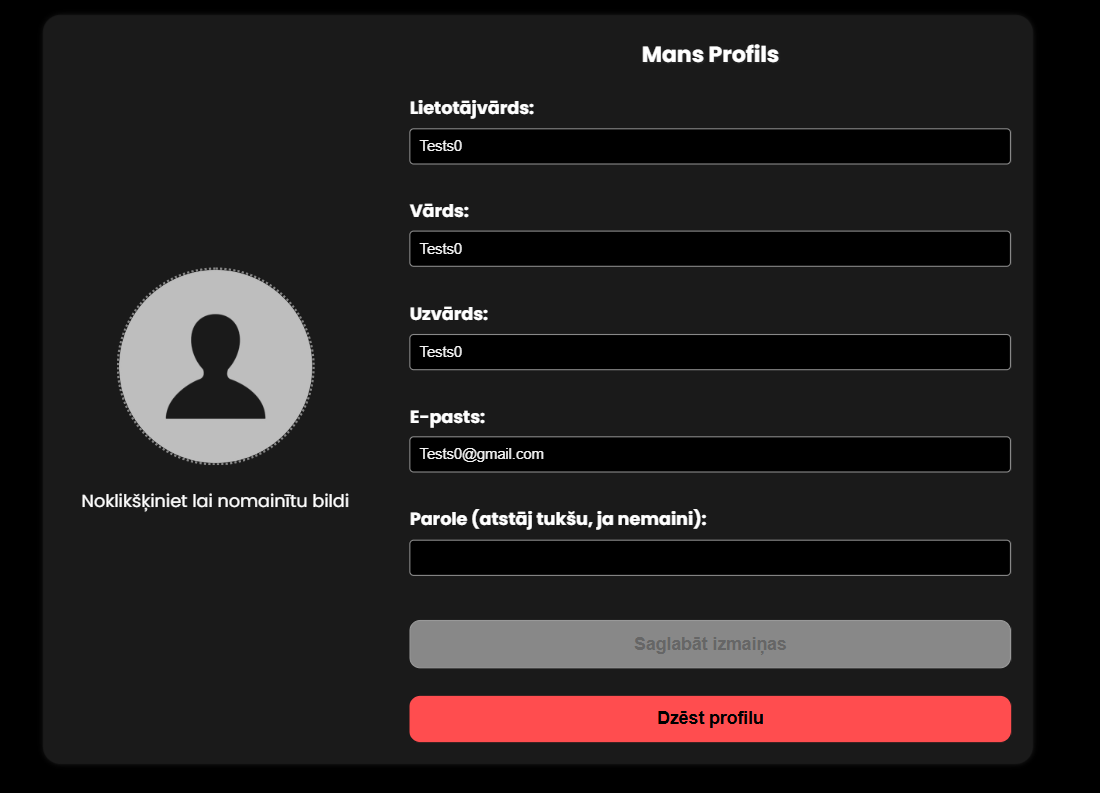 Mans Profils
Lietotājvārds:
Tests0
Vārds:
Tests0
Uzvārds:
Tests0
E-pasts:
Tests0@gmail.com
Noklikšķiniet lai nomainītu bildi
Parole (atstāj tukšu, ja nemaini):
Saglabāt izmaiņas
Dzēst profilu